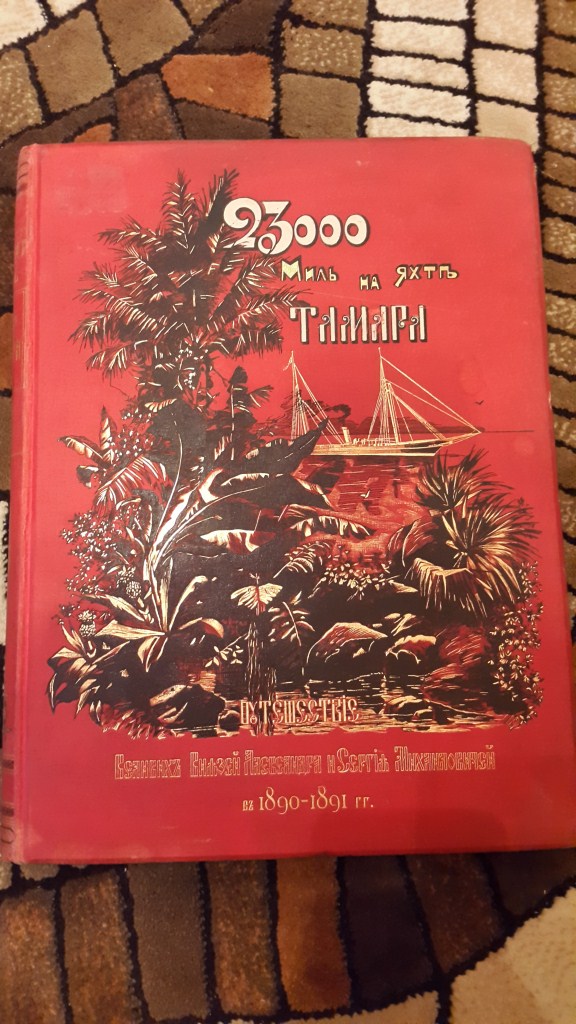 23000
Миль на яхтѣ
ТАМАРА
Путешествіе
Великихъ Князей Александра и Сергія Михаиловичей
въ 1890-1891 гг.